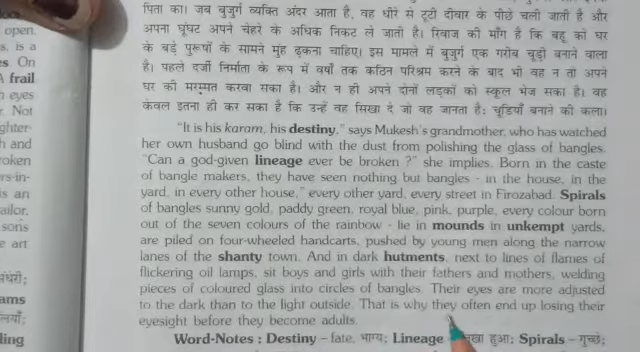 पिता का। जब बुजुर्ग व्यक्ति अंदर आता है, वह धीरे से टूटी दीवार के पीछे चली जाती है और
अपना घूँघट अपने चेहरे के अधिक निकट ले जाती है। रिवाज की माँग है कि बहू को घर
के बड़े पुरूषों के सामने मुंह ढ़कना चाहिए। इस मामले में बुजुर्ग एक गरीब चूड़ी बनाने वाला
है। पहले दर्जी निर्माता के रूप में वर्षों तक कठिन परिश्रम करने के बाद भी वह न तो अपने
घर की मरम्मत करवा सका है। और न ही अपने दोनों लड़कों को स्कूल भेज सका है। वह
केवल इतना ही कर सका है कि उन्हें वह सिखा दे जो वह जानता है: चूडियाँ बनाने की कला।
"It is his karam, his destiny," says Mukesh's grandmother, who has watched
her own husband go blind with the dust from polishing the glass of bangles.
"Can a god-given lineage ever be broken ?" she implies. Born in the caste
of bangle makers, they have seen nothing but bangles - in the house, in the
yard, in every other house," every other yard, every street in Firozahad. Spirals
of bangles sunny gold, paddy green, royal blue, pink, purple, every colour born
out of the seven colours of the rainbow - lie in mounds in unkempt yards,
are piled on four-wheeled handcarts, pushed by young men along the narrow
lanes of the shanty town. And in dark hutments, next to lines of flames of
flickering oil lamps, sit boys and girls with their fathers and mothers, welding
pieces of coloured glass into circles of bangles. Their eyes are more adjusted
to the dark than to the light outside. That is why they often end up losing their
eyesight before they become adults.
Word-Notes : Destiny – fate, भाग्य; Lineage हुआ; Spirals – गुच्छे;
open.
s, is a
es. On
A frail
n eyes
r. Not
ghter-
h and
roken
rs-in-
is an
ailor,
sons
e art
ams
ling